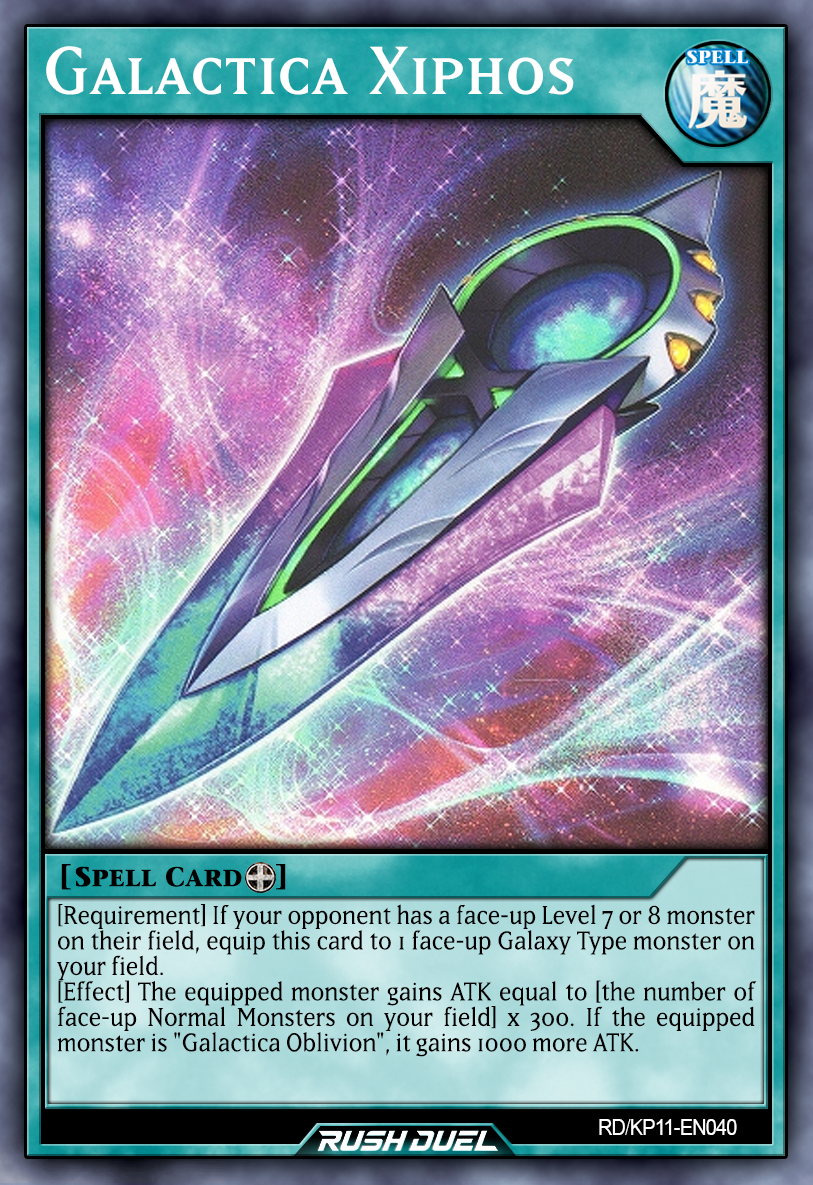 Galactica Xiphos
SPELL
魔
[Spell Card]
[Requirement] If your opponent has a face-up Level 7 or 8 monster
on their field, equip this card to 1 face-up Galaxy Type monster on
your field.
[Effect] The equipped monster gains ATK equal to [the number of
face-up Normal Monsters on your field] x 300. If the equipped
monster is "Galactica Oblivion", it gains 1000 more ATK.
RD/KP11-EN040
RUSH DUEL